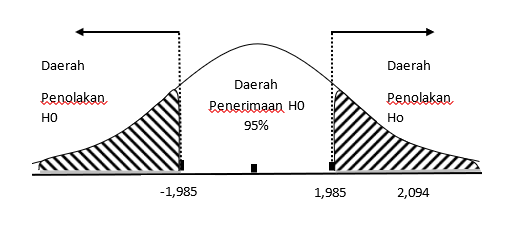 Daerah
Penolakan
H0
Daerah
Penerimaan H0
95%
Daerah
Penolakan
Ho
-1,985
1,985
2,094